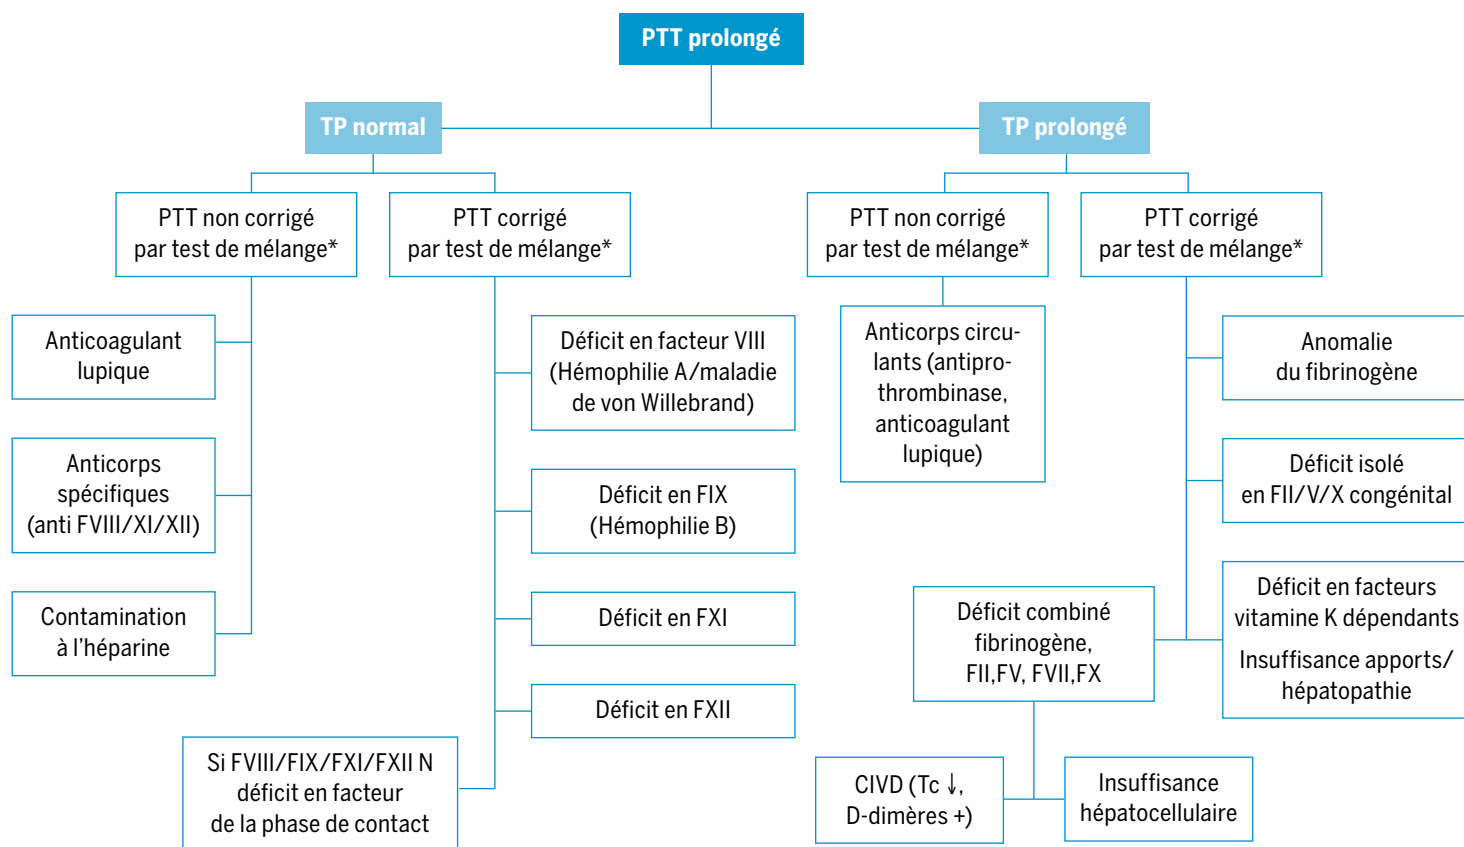 PTT prolongé
TP normal
TP prolongé
PTT non corrigé
par test de mélange*
PTT corrigé
par test de mélange*
PTT non corrigé
par test de mélange*
PTT corrigé
par test de mélange*
Anticoagulant
lupique
Anticorps
spécifiques
(anti FVIII/XI/XII)
Contamination
à l'héparine
Déficit en facteur VIII
(Hémophilie A/maladie
de von Willebrand)
Déficit en FIX
(Hémophilie B)
Déficit en FXI
Déficit en FXII
Si FVIII/FIX/FXI/FXII N
déficit en facteur
de la phase de contact
Anticorps circu-
lants (antipro-
thrombinase,
anticoagulant
lupique)
Anomalie
du fibrinogène
Déficit isolé
en FII/V/X congénital
Déficit en facteurs
vitamine K dépendants
Insuffisance apports/
hépatopathie
Déficit combiné
fibrinogène,
FII,FV, FVII,FX
CIVD (Tc ↓,
D-dimères +)
Insuffisance
hépatocellulaire